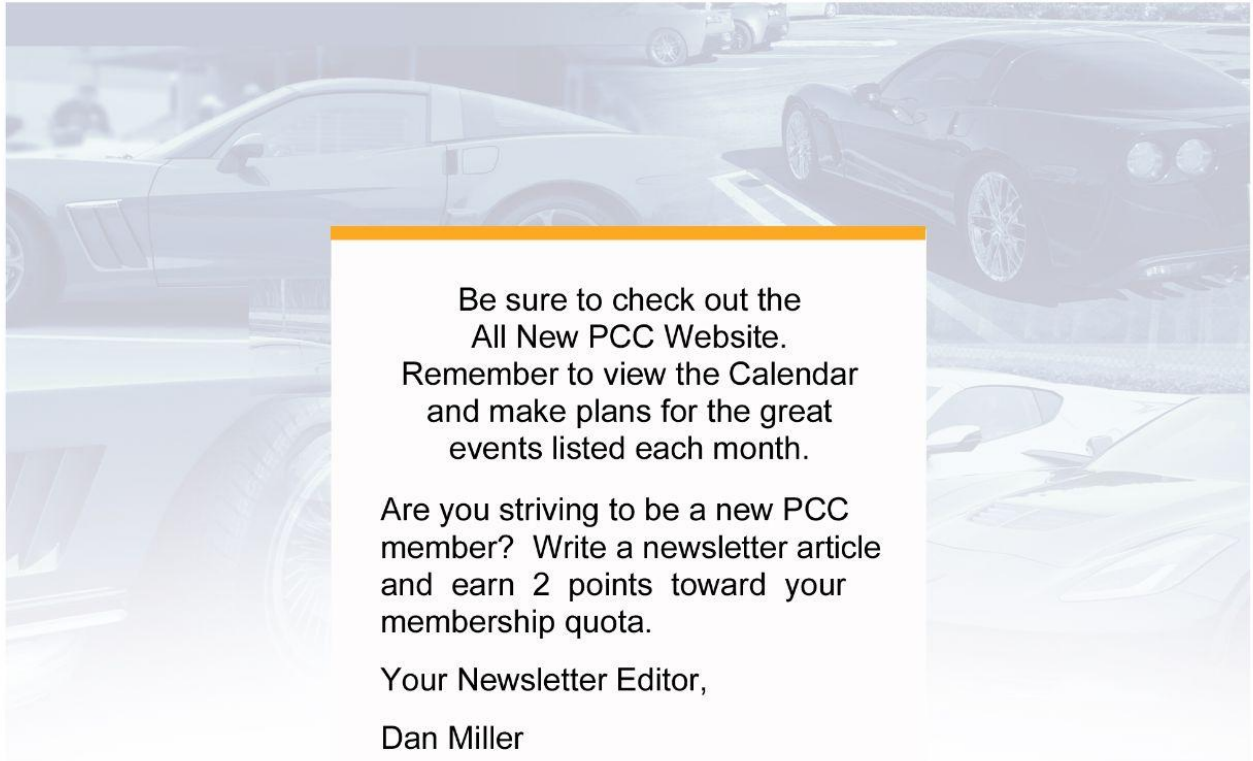 Be sure to check out the
All New PCC Website.
Remember to view the Calendar
and make plans for the great
events listed each month.
Are you striving to be a new PCC
member?  Write a newsletter article
and  earn  2  points  toward  your
membership quota.
Your Newsletter Editor,
Dan Miller